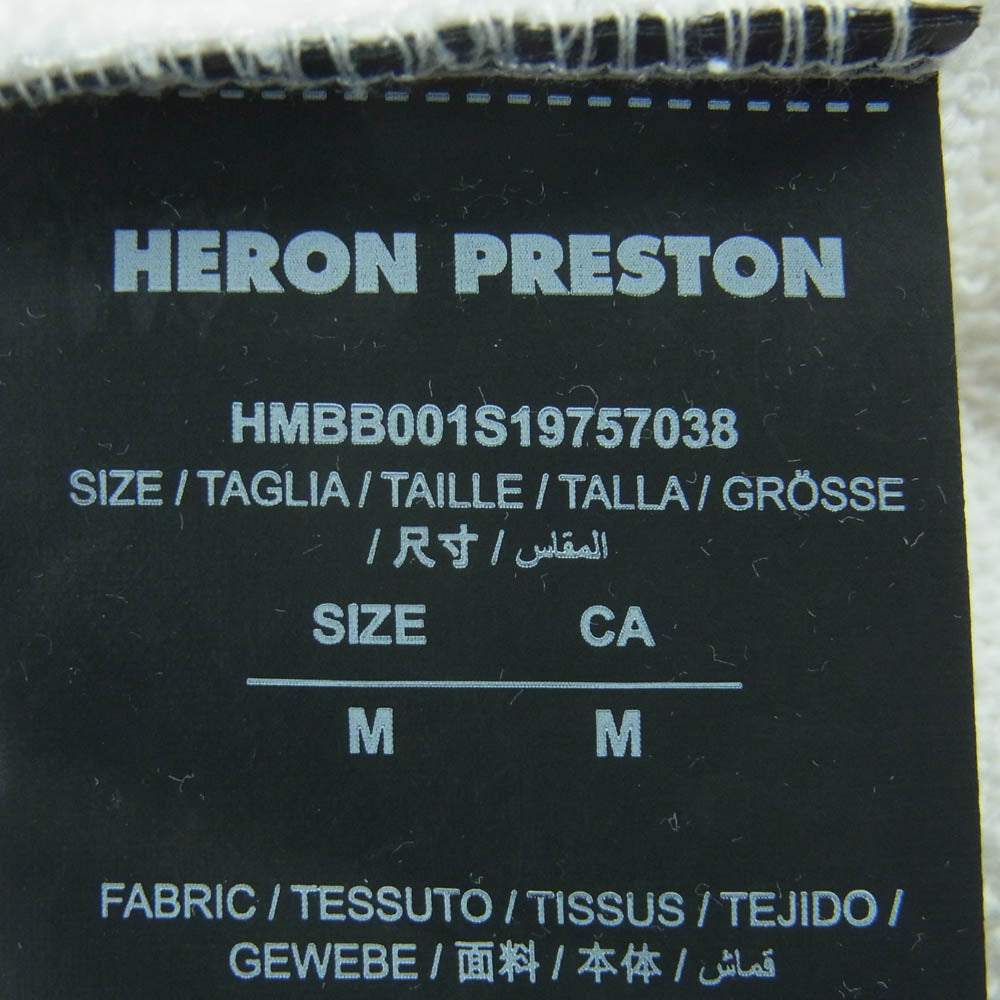 HERON PRESTON
HMBB001S19757038
SIZE / TAGLIA / TAILLE / TALLA / GRÖSSE
/ 尺寸 / المقاس
SIZE CA
M M
FABRIC / TESSUTO / TISSUS / TEJIDO /
GEWEBE / 面料 / 本体 / قماش